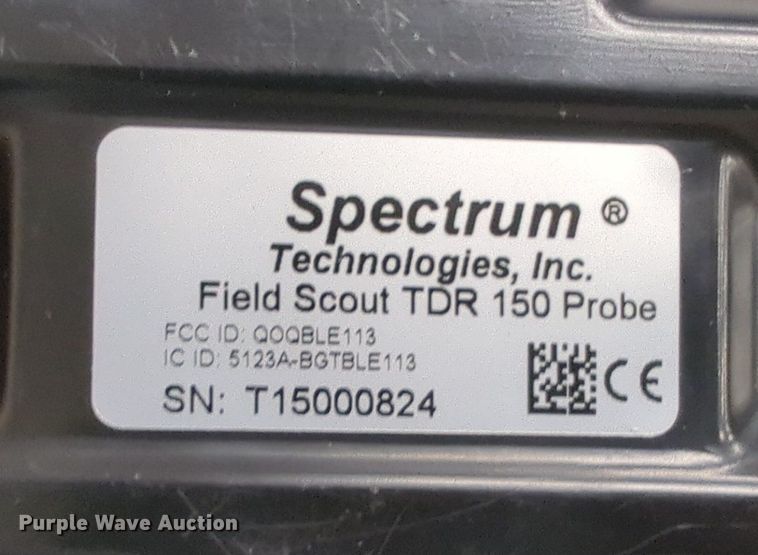 Spectrum ®
Technologies, Inc.
Field Scout TDR 150 Probe
FCC ID: QOQBLE113
IC ID: 5123A-BGTBLE113
SN: T15000824
CE
Purple Wave Auction